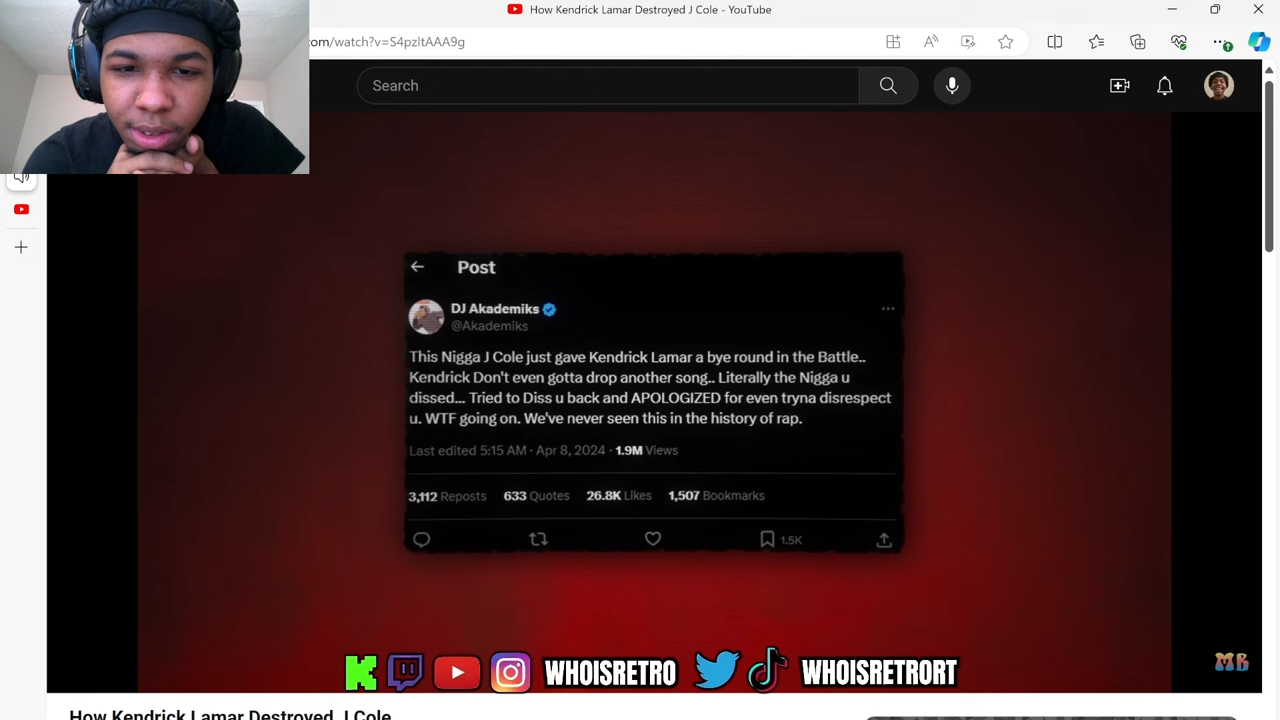 How Kendrick Lamar Destroyed J Cole - YouTube
om/watch?v=S4pzltAAA9g
Search
Post
DJ Akademiks
@Akademiks
This Nigga J Cole just gave Kendrick Lamar a bye round in the Battle..
Kendrick Don't even gotta drop another song.. Literally the Nigga u
dissed... Tried to Diss u back and APOLOGIZED for even tryna disrespect
u. WTF going on. We've never seen this in the history of rap.
Last edited 5:15 AM · Apr 8, 2024 · 1.9M Views
3,112 Reposts 633 Quotes 26.8K Likes 1,507 Bookmarks
1.5K
WHOISRETRO WHOISRETRORT
MB
How Kendrick Lamar Destroyed J Cole